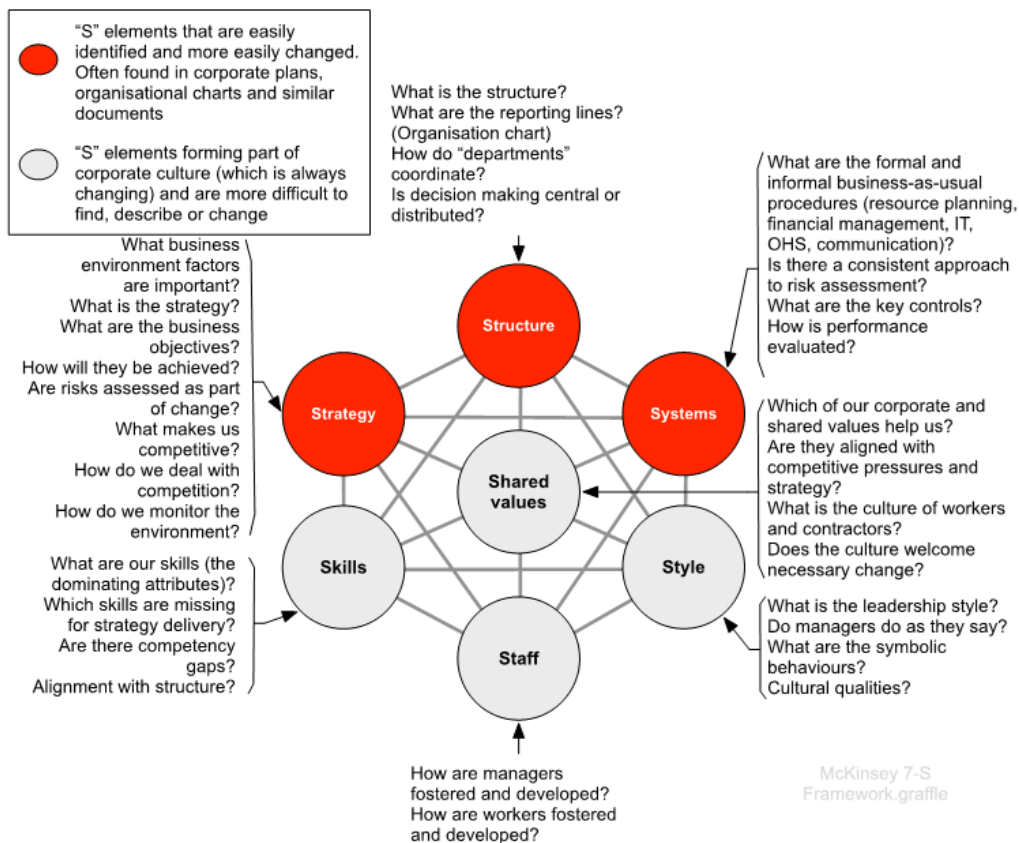 “S” elements that are easily
identified and more easily changed.
Often found in corporate plans,
organisational charts and similar
documents
“S” elements forming part of
corporate culture (which is always
changing) and are more difficult to
find, describe or change
What is the structure?
What are the reporting lines?
(Organisation chart)
How do “departments”
coordinate?
Is decision making central or
distributed?
What are the formal and
informal business-as-usual
procedures (resource planning,
financial management, IT,
OHS, communication)?
Is there a consistent approach
to risk assessment?
What are the key controls?
How is performance
evaluated?
What business
environment factors
are important?
What is the strategy?
What are the business
objectives?
How will they be achieved?
Are risks assessed as part
of change?
What makes us
competitive?
How do we deal with
competition?
How do we monitor the
environment?
Structure
Strategy
Systems
Shared
values
Skills
Style
Staff
Which of our corporate and
shared values help us?
Are they aligned with
competitive pressures and
strategy?
What is the culture of workers
and contractors?
Does the culture welcome
necessary change?
What are our skills (the
dominating attributes)?
Which skills are missing
for strategy delivery?
Are there competency
gaps?
Alignment with structure?
What is the leadership style?
Do managers do as they say?
What are the symbolic
behaviours?
Cultural qualities?
How are managers
fostered and developed?
How are workers fostered
and developed?
McKinsey 7-S
Framework.graffle